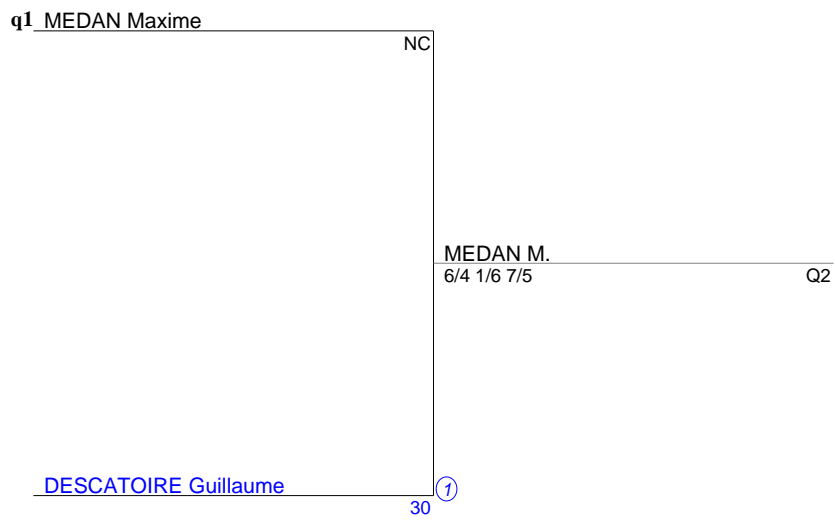 q1 MEDAN Maxime
NC
MEDAN M.
6/4 1/6 7/5 Q2
DESCATOIRE Guillaume 1
30